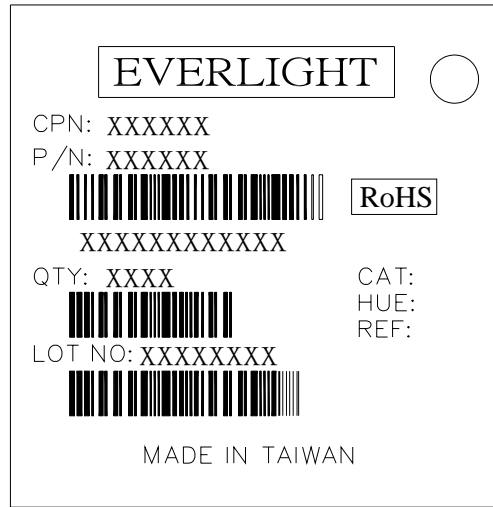 EVERLIGHT
CPN: XXXXXX
P/N: XXXXXX
RoHS
XXXXXXXXXXXX
QTY: XXXX
CAT:
HUE:
REF:
LOT NO: XXXXXXXX
MADE IN TAIWAN